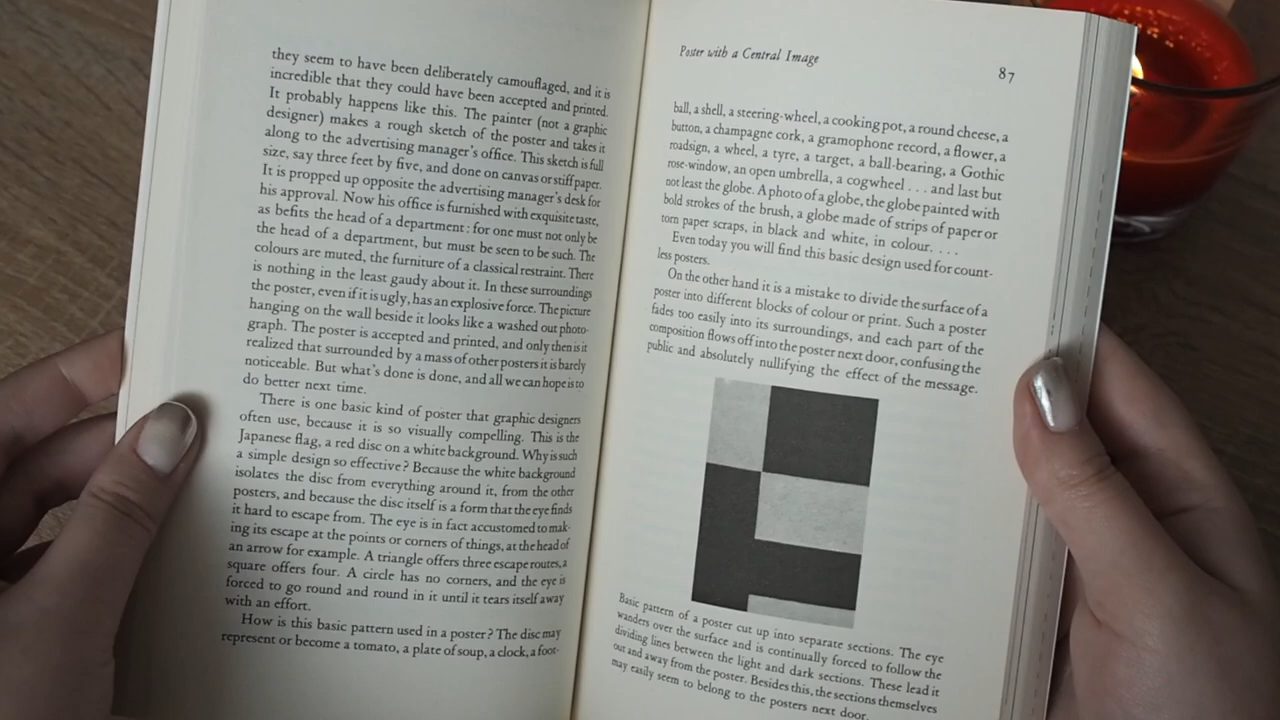 they seem to have been deliberately camouflaged, and it is
incredible that they could have been accepted and printed.
It probably happens like this. The painter (not a graphic
designer) makes a rough sketch of the poster and takes it
along to the advertising manager's office. This sketch is full
size, say three feet by five, and done on canvas or stiff paper.
It is propped up opposite the advertising manager's desk for
his approval. Now his office is furnished with exquisite taste,
as befits the head of a department: for one must not only be
the head of a department, but must be seen to be such. The
colours are muted, the furniture of a classical restraint. There
is nothing in the least gaudy about it. In these surroundings
the poster, even if it is ugly, has an explosive force. The picture
hanging on the wall beside it looks like a washed out photo-
graph. The poster is accepted and printed, and only then is it
realized that surrounded by a mass of other posters it is barely
noticeable. But what's done is done, and all we can hope is to
do better next time.
There is one basic kind of poster that graphic designers
often use, because it is so visually compelling. This is the
Japanese flag, a red disc on a white background. Why is such
a simple design so effective? Because the white background
isolates the disc from everything around it, from the other
posters, and because the disc itself is a form that the eye finds
it hard to escape from. The eye is in fact accustomed to mak-
ing its escape at the points or corners of things, at the head of
an arrow for example. A triangle offers three escape routes, a
square offers four. A circle has no corners, and the eye is
forced to go round and round in it until it tears itself away
with an effort.
How is this basic pattern used in a poster? The disc may
represent or become a tomato, a plate of soup, a clock, a foot-
Poster with a Central Image
87
ball, a shell, a steering-wheel, a cooking pot, a round cheese, a
button, a champagne cork, a gramophone record, a flower, a
roadsign, a wheel, a tyre, a target, a ball-bearing, a Gothic
rose-window, an open umbrella, a cogwheel . . . and last but
not least the globe. A photo of a globe, the globe painted with
bold strokes of the brush, a globe made of strips of paper or
torn paper scraps, in black and white, in colour. . . .
Even today you will find this basic design used for count-
less posters.
On the other hand it is a mistake to divide the surface of a
poster into different blocks of colour or print. Such a poster
fades too easily into its surroundings, and each part of the
composition flows off into the poster next door, confusing the
public and absolutely nullifying the effect of the message.
Basic pattern of a poster cut up into separate sections. The eye
wanders over the surface and is continually forced to follow the
dividing lines between the light and dark sections. These lead it
out and away from the poster. Besides this, the sections themselves
may easily seem to belong to the posters next door.